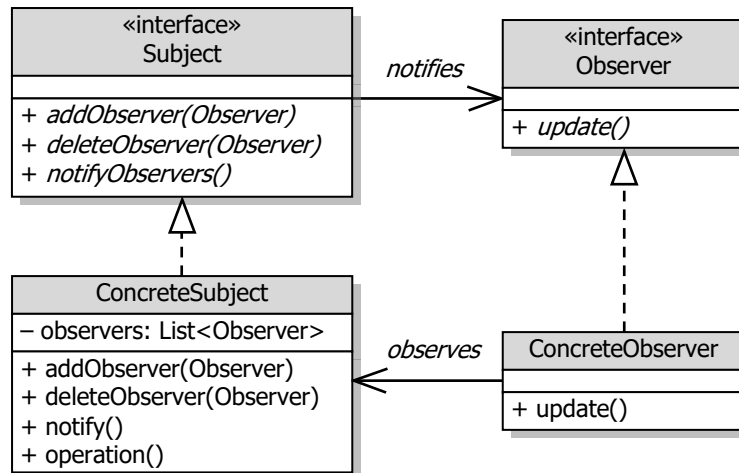 «interface»
Subject
+ addObserver(Observer)
+ deleteObserver(Observer)
+ notifyObservers()
notifies
«interface»
Observer
+ update()
ConcreteSubject
– observers: List<Observer>
+ addObserver(Observer)
+ deleteObserver(Observer)
+ notify()
+ operation()
observes
ConcreteObserver
+ update()